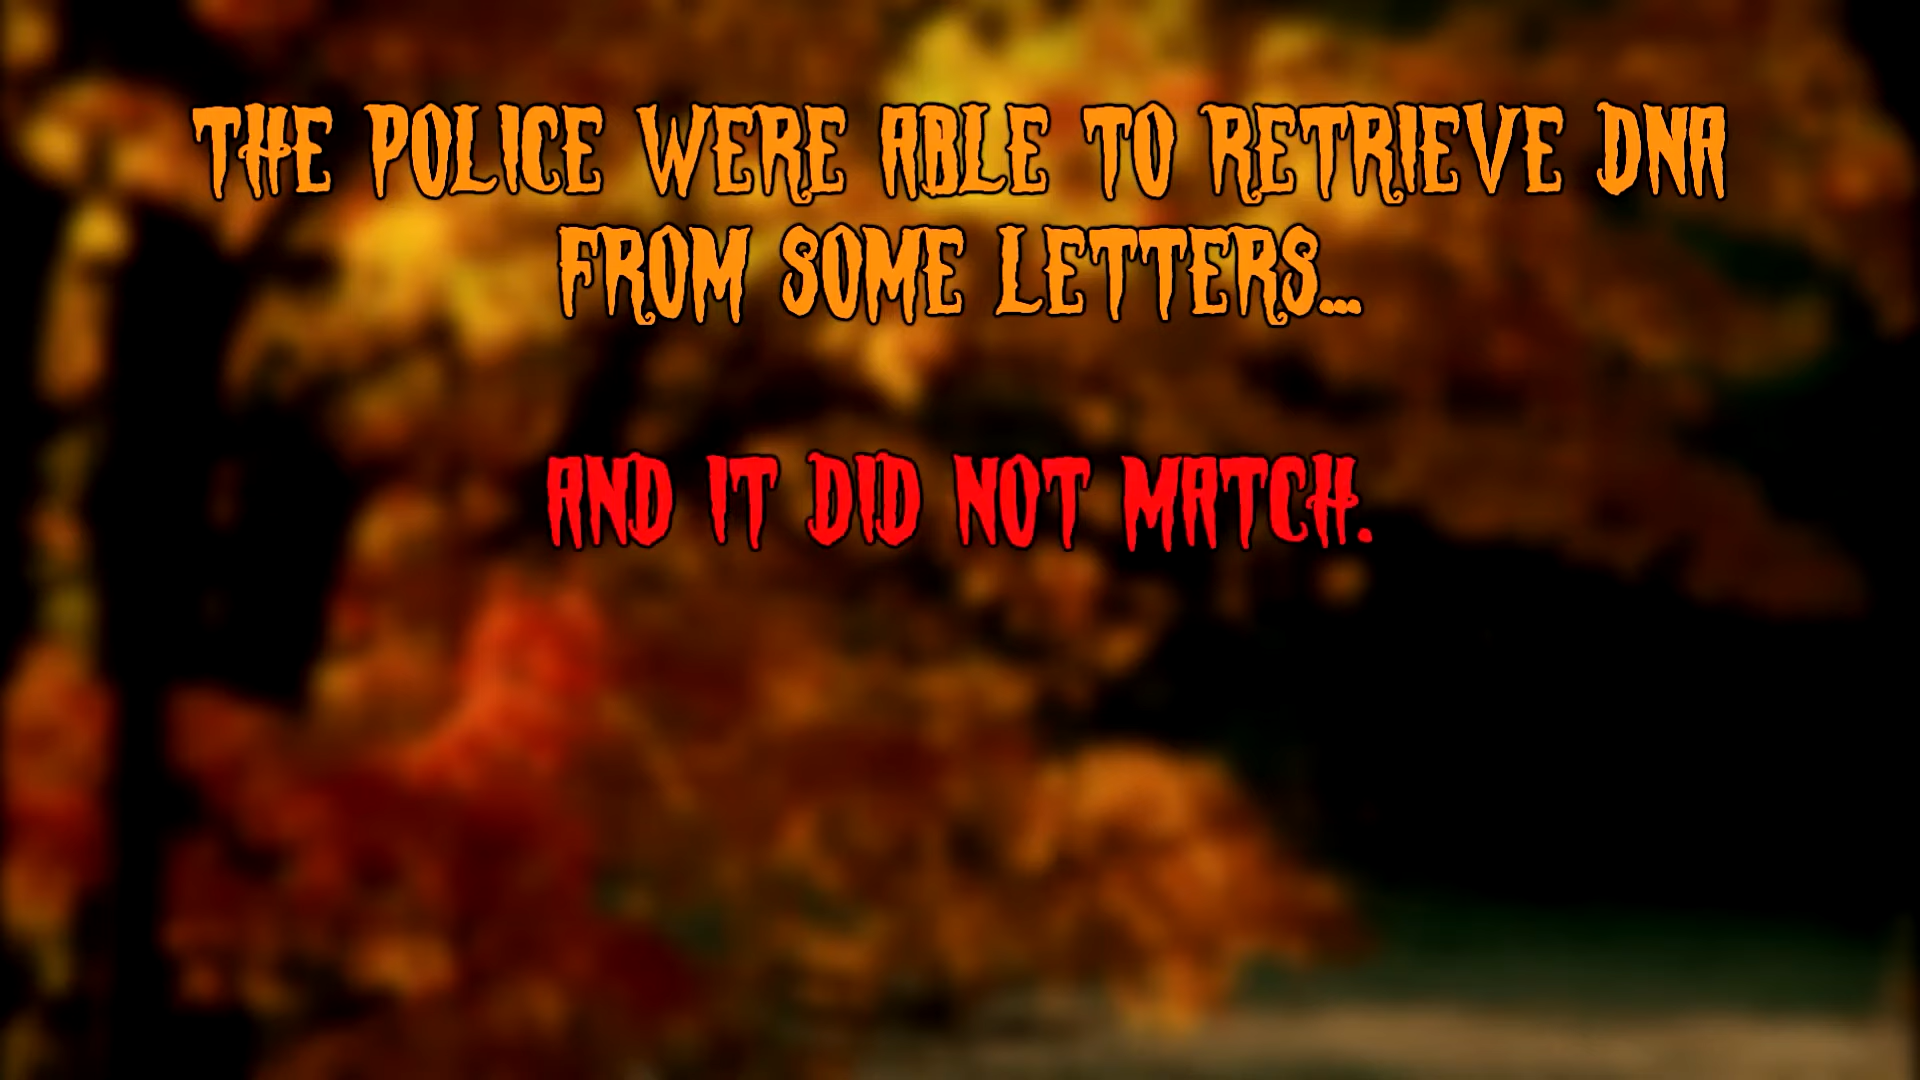 THE POLICE WERE ABLE TO RETRIEVE DNA
FROM SOME LETTERS...
AND IT DID NOT MATCH.